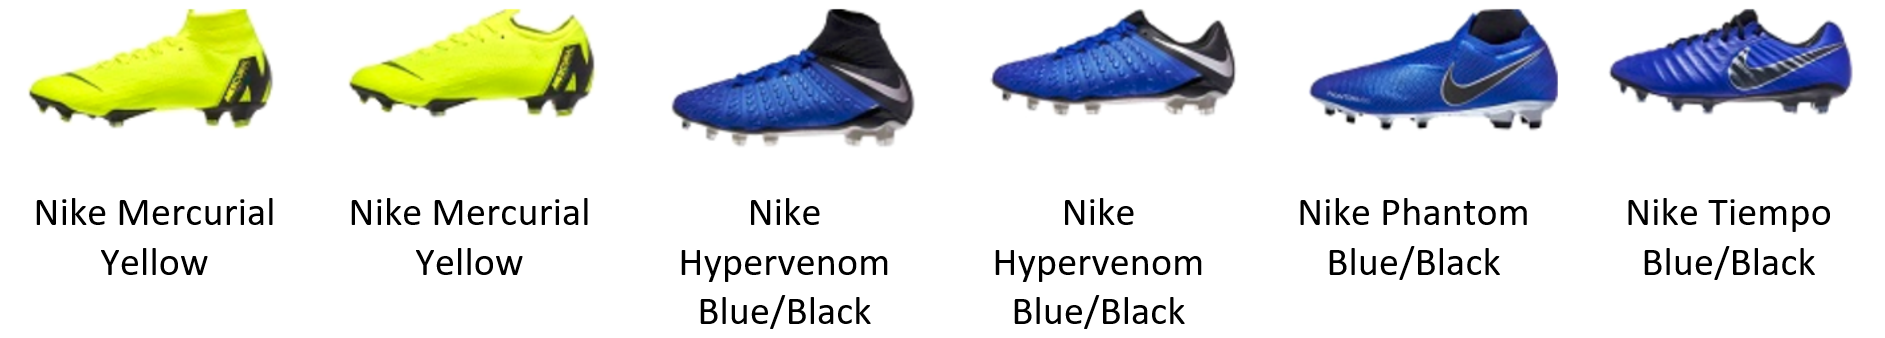 Nike Mercurial
Yellow
Nike Mercurial
Yellow
Nike
Hypervenom
Blue/Black
Nike
Hypervenom
Blue/Black
Nike Phantom
Blue/Black
Nike Tiempo
Blue/Black